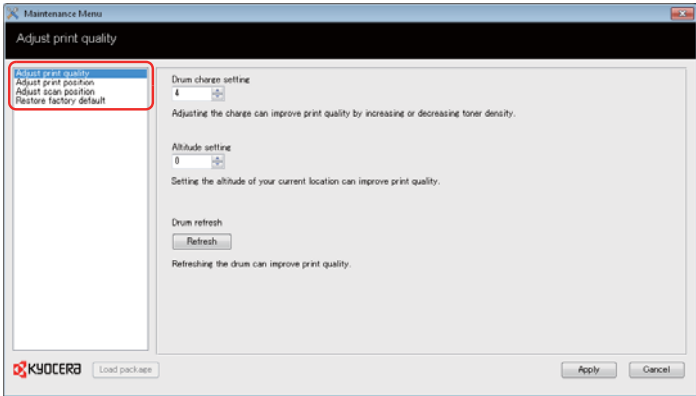 Maintenance Menu
Adjust print quality
Adjust print quality
Adjust print position
Adjust scan position
Restore factory default
Drum charge setting
4
Adjusting the charge can improve print quality by increasing or decreasing toner density.
Altitude setting
0
Setting the altitude of your current location can improve print quality.
Drum refresh
Refresh
Refreshing the drum can improve print quality.
KYOCERA Load package Apply Cancel